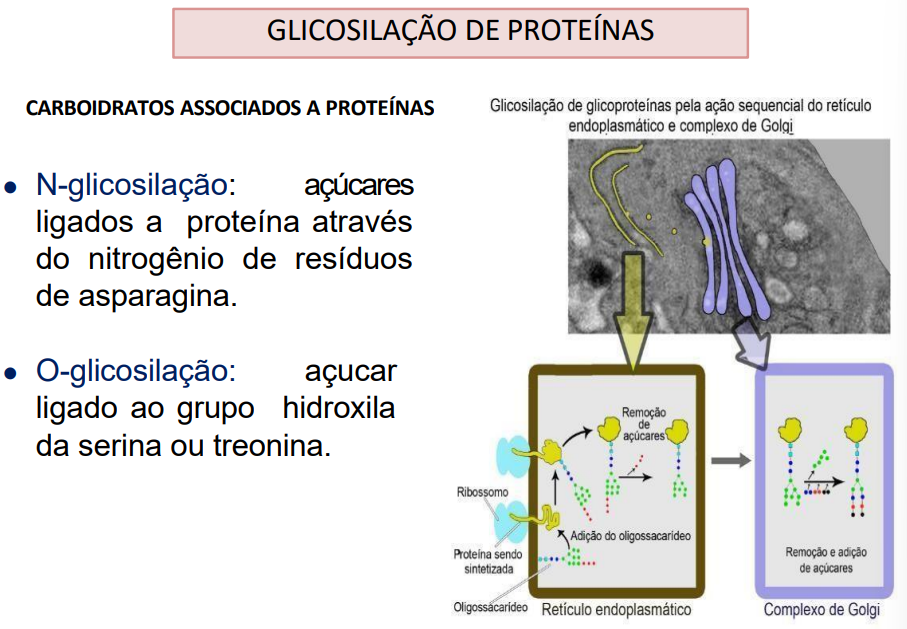 GLICOSILAÇÃO DE PROTEÍNAS
CARBOIDRATOS ASSOCIADOS A PROTEÍNAS
• N-glicosilação: açúcares
ligados a proteína através
do nitrogênio de resíduos
de asparagina.
• O-glicosilação: açucar
ligado ao grupo hidroxila
da serina ou treonina.
Glicosilação de glicoproteínas pela ação sequencial do retículo
endoplasmático e complexo de Golgi
Remoção
de
açúcares
Ribossomo
Adição do oligossacarídeo
Proteína sendo
sintetizada
Oligossacarídeo
Retículo endoplasmático
Remoção e adição
de açúcares
Complexo de Golgi